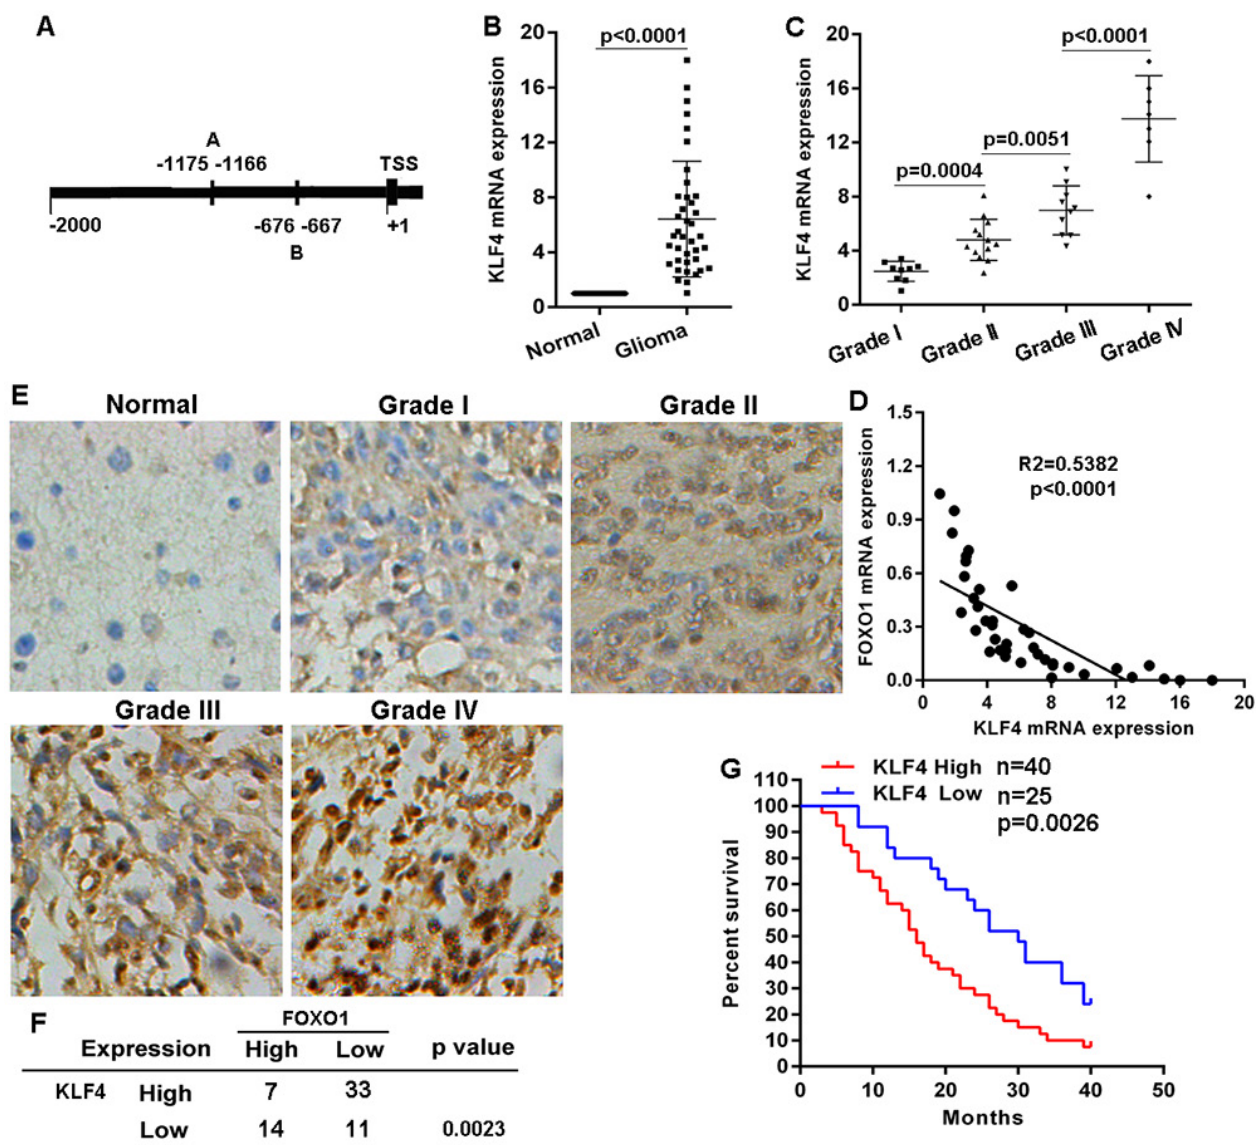 A
A
-1175 -1166
TSS
-2000
-676 -667
+1
B
B
p<0.0001
KLF4 mRNA expression
20
16
12
8
4
0
Normal
Glioma
C
p<0.0001
p=0.0051
p=0.0004
KLF4 mRNA expression
20
16
12
8
4
0
Grade I
Grade II
Grade III
Grade IV
E
Normal
Grade I
Grade II
Grade III
Grade IV
D
FOXO1 mRNA expression
1.5
1.2
0.9
0.6
0.3
0.0
R2=0.5382
p<0.0001
0 4 8 12 16 20
KLF4 mRNA expression
F
FOXO1
Expression High Low p value
KLF4 High 7 33
Low 14 11 0.0023
G
KLF4 High n=40
KLF4 Low n=25
p=0.0026
Percent survival
110
100
90
80
70
60
50
40
30
20
10
0
0 10 20 30 40 50
Months